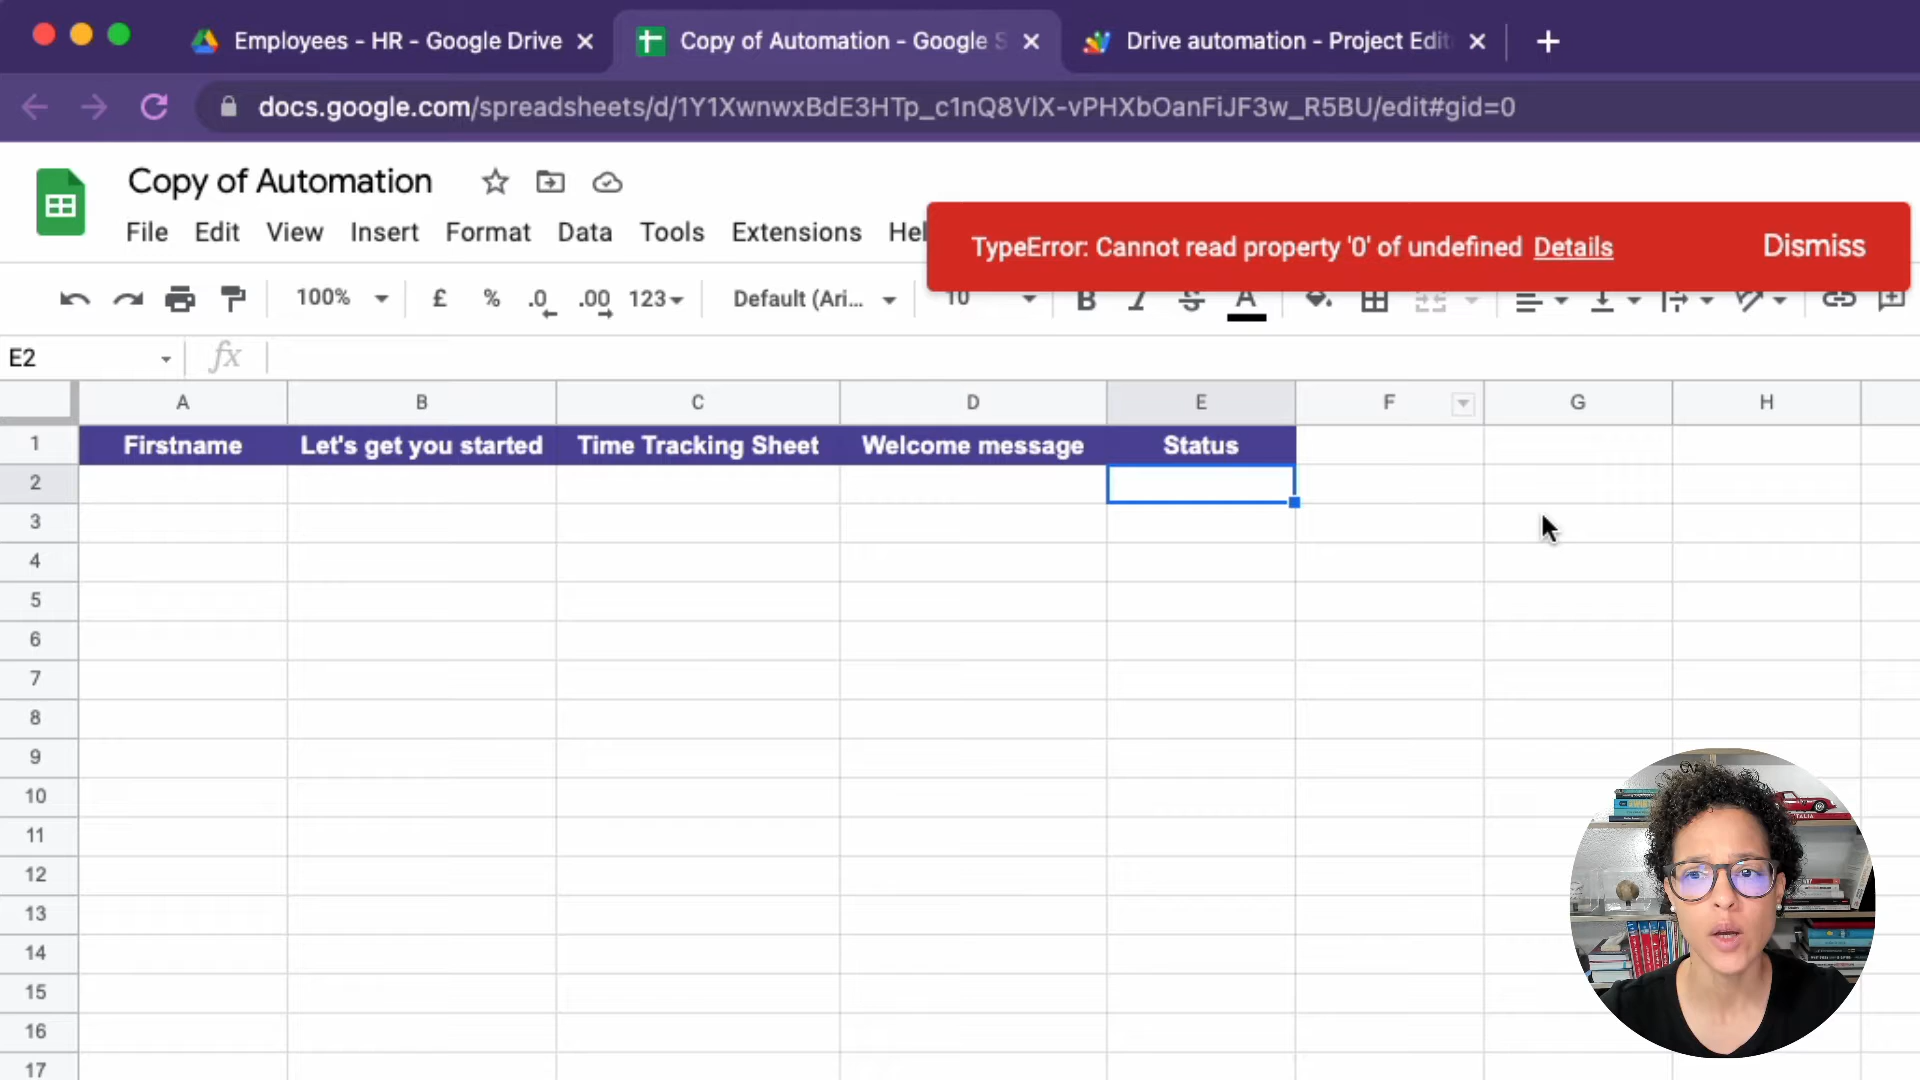 Employees - HR - Google Drive
Copy of Automation - Google S
Drive automation - Project Edit
docs.google.com/spreadsheets/d/1Y1XwnwxBdE3HTp_c1nQ8VlX-vPHXbOanFiJF3w_R5BU/edit#gid=0
Copy of Automation
File Edit View Insert Format Data Tools Extensions Hel
TypeError: Cannot read property '0' of undefined Details Dismiss
100% £ % .0 .00 123 Default (Ari... 10 B I S A
E2 fx
A B C D E F G H
1 Firstname Let's get you started Time Tracking Sheet Welcome message Status
2
3
4
5
6
7
8
9
10
11
12
13
14
15
16
17